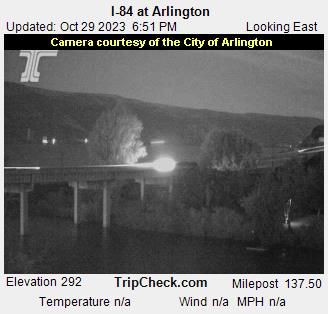 I-84 at Arlington
Updated: Oct 29 2023 6:51 PM Looking East
Camera courtesy of the City of Arlington
Elevation 292 TripCheck.com Milepost 137.50
Temperature n/a Wind n/a MPH n/a